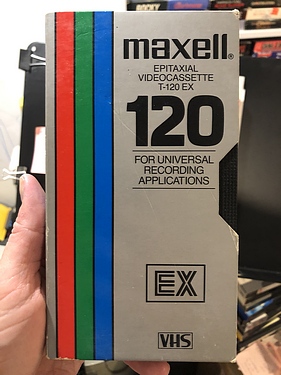 maxell®
EPITAXIAL
VIDEOCASSETTE
T-120 EX
120
FOR UNIVERSAL
RECORDING
APPLICATIONS
EX
VHS